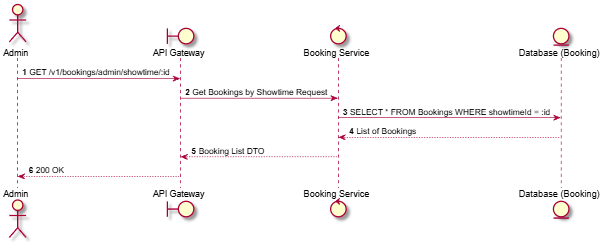 Admin
API Gateway
Booking Service
Database (Booking)
1 GET /v1/bookings/admin/showtime/:id
2 Get Bookings by Showtime Request
3 SELECT * FROM Bookings WHERE showtimeId = :id
4 List of Bookings
5 Booking List DTO
6 200 OK
Admin
API Gateway
Booking Service
Database (Booking)